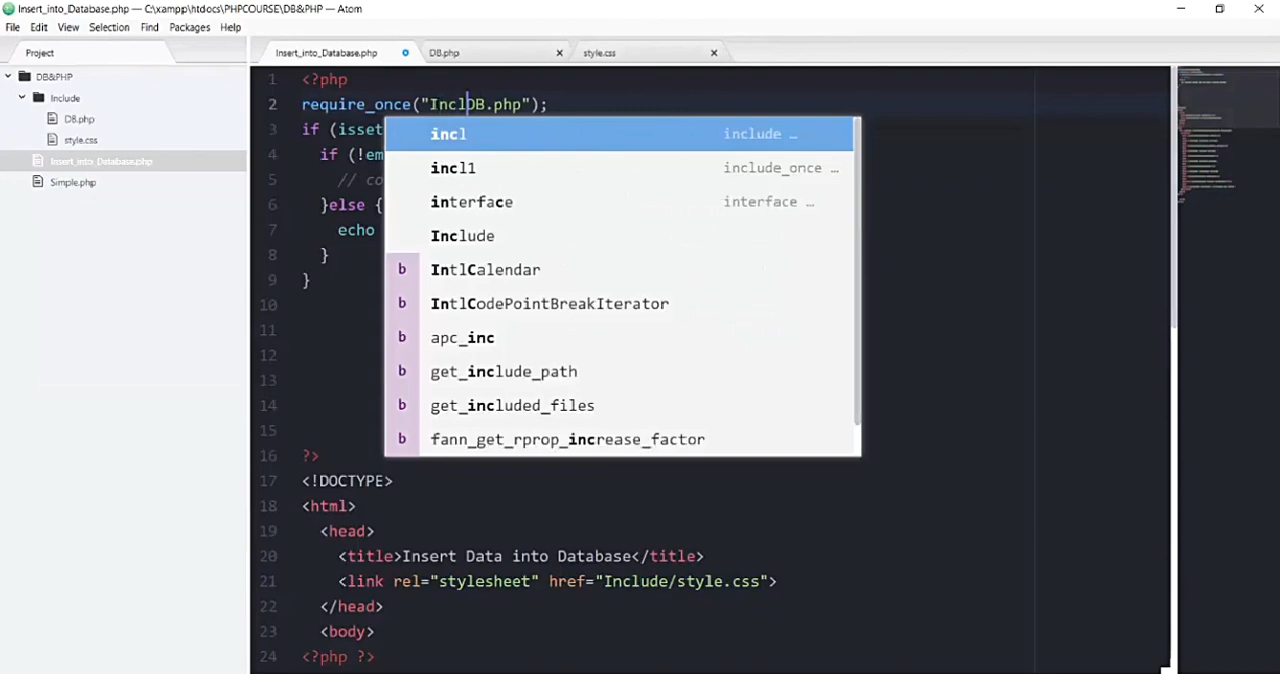 Insert_into_Database.php — C:\xampp\htdocs\PHPCOURSE\DB&PHP — Atom
File Edit View Selection Find Packages Help
Project
Insert_into_Database.php DB.php style.css
DB&PHP
Include
DB.php
style.css
Insert_into_Database.php
Simple.php
1 <?php
2 require_once("InclDB.php");
3 if (isset
4 if (!em
5 // co
6 }else {
7 echo
8 }
9 }
10
11
12
13
14
15
16 ?>
17 <!DOCTYPE>
18 <html>
19 <head>
20 <title>Insert Data into Database</title>
21 <link rel="stylesheet" href="Include/style.css">
22 </head>
23 <body>
24 <?php ?>
incl include …
incl1 include_once …
interface interface …
Include
b IntlCalendar
b IntlCodePointBreakIterator
b apc_inc
b get_include_path
b get_included_files
b fann_get_rprop_increase_factor